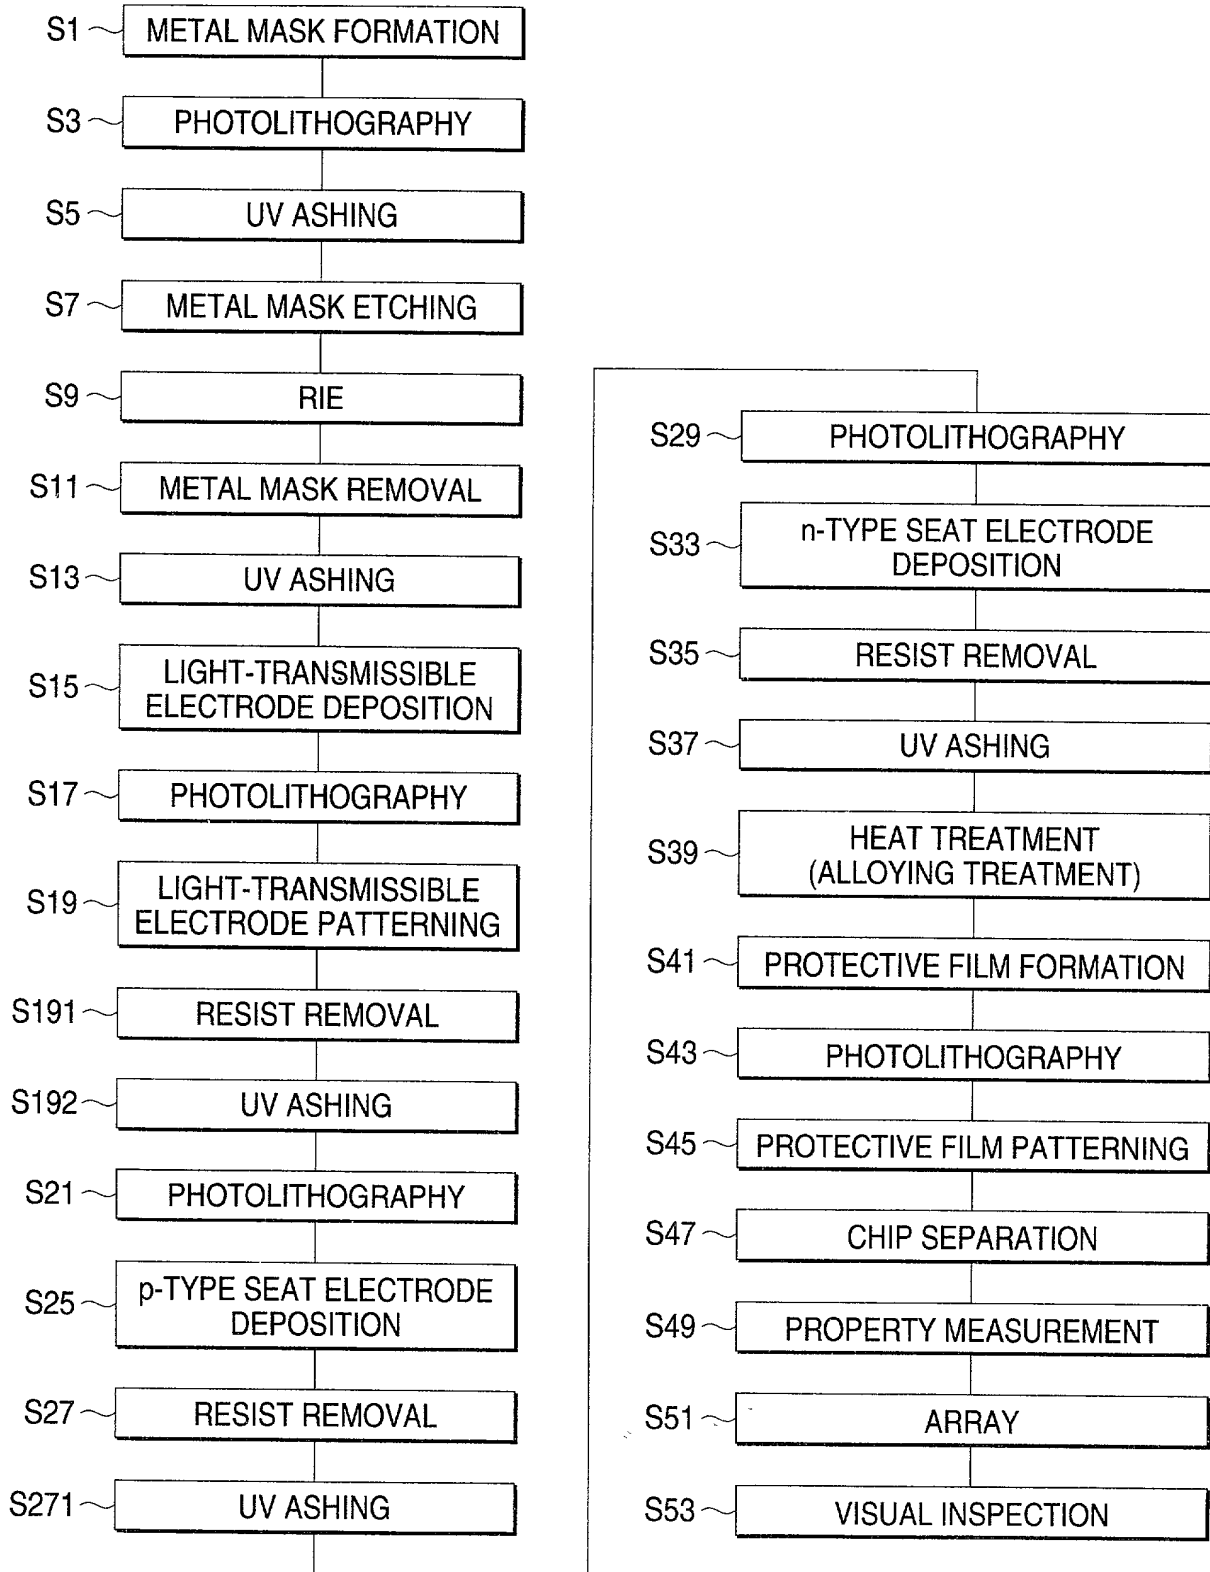 S1 METAL MASK FORMATION
S3 PHOTOLITHOGRAPHY
S5 UV ASHING
S7 METAL MASK ETCHING
S9 RIE
S11 METAL MASK REMOVAL
S13 UV ASHING
S15 LIGHT-TRANSMISSIBLE
ELECTRODE DEPOSITION
S17 PHOTOLITHOGRAPHY
S19 LIGHT-TRANSMISSIBLE
ELECTRODE PATTERNING
S191 RESIST REMOVAL
S192 UV ASHING
S21 PHOTOLITHOGRAPHY
S25 p-TYPE SEAT ELECTRODE
DEPOSITION
S27 RESIST REMOVAL
S271 UV ASHING
S29 PHOTOLITHOGRAPHY
S33 n-TYPE SEAT ELECTRODE
DEPOSITION
S35 RESIST REMOVAL
S37 UV ASHING
S39 HEAT TREATMENT
(ALLOYING TREATMENT)
S41 PROTECTIVE FILM FORMATION
S43 PHOTOLITHOGRAPHY
S45 PROTECTIVE FILM PATTERNING
S47 CHIP SEPARATION
S49 PROPERTY MEASUREMENT
S51 ARRAY
S53 VISUAL INSPECTION